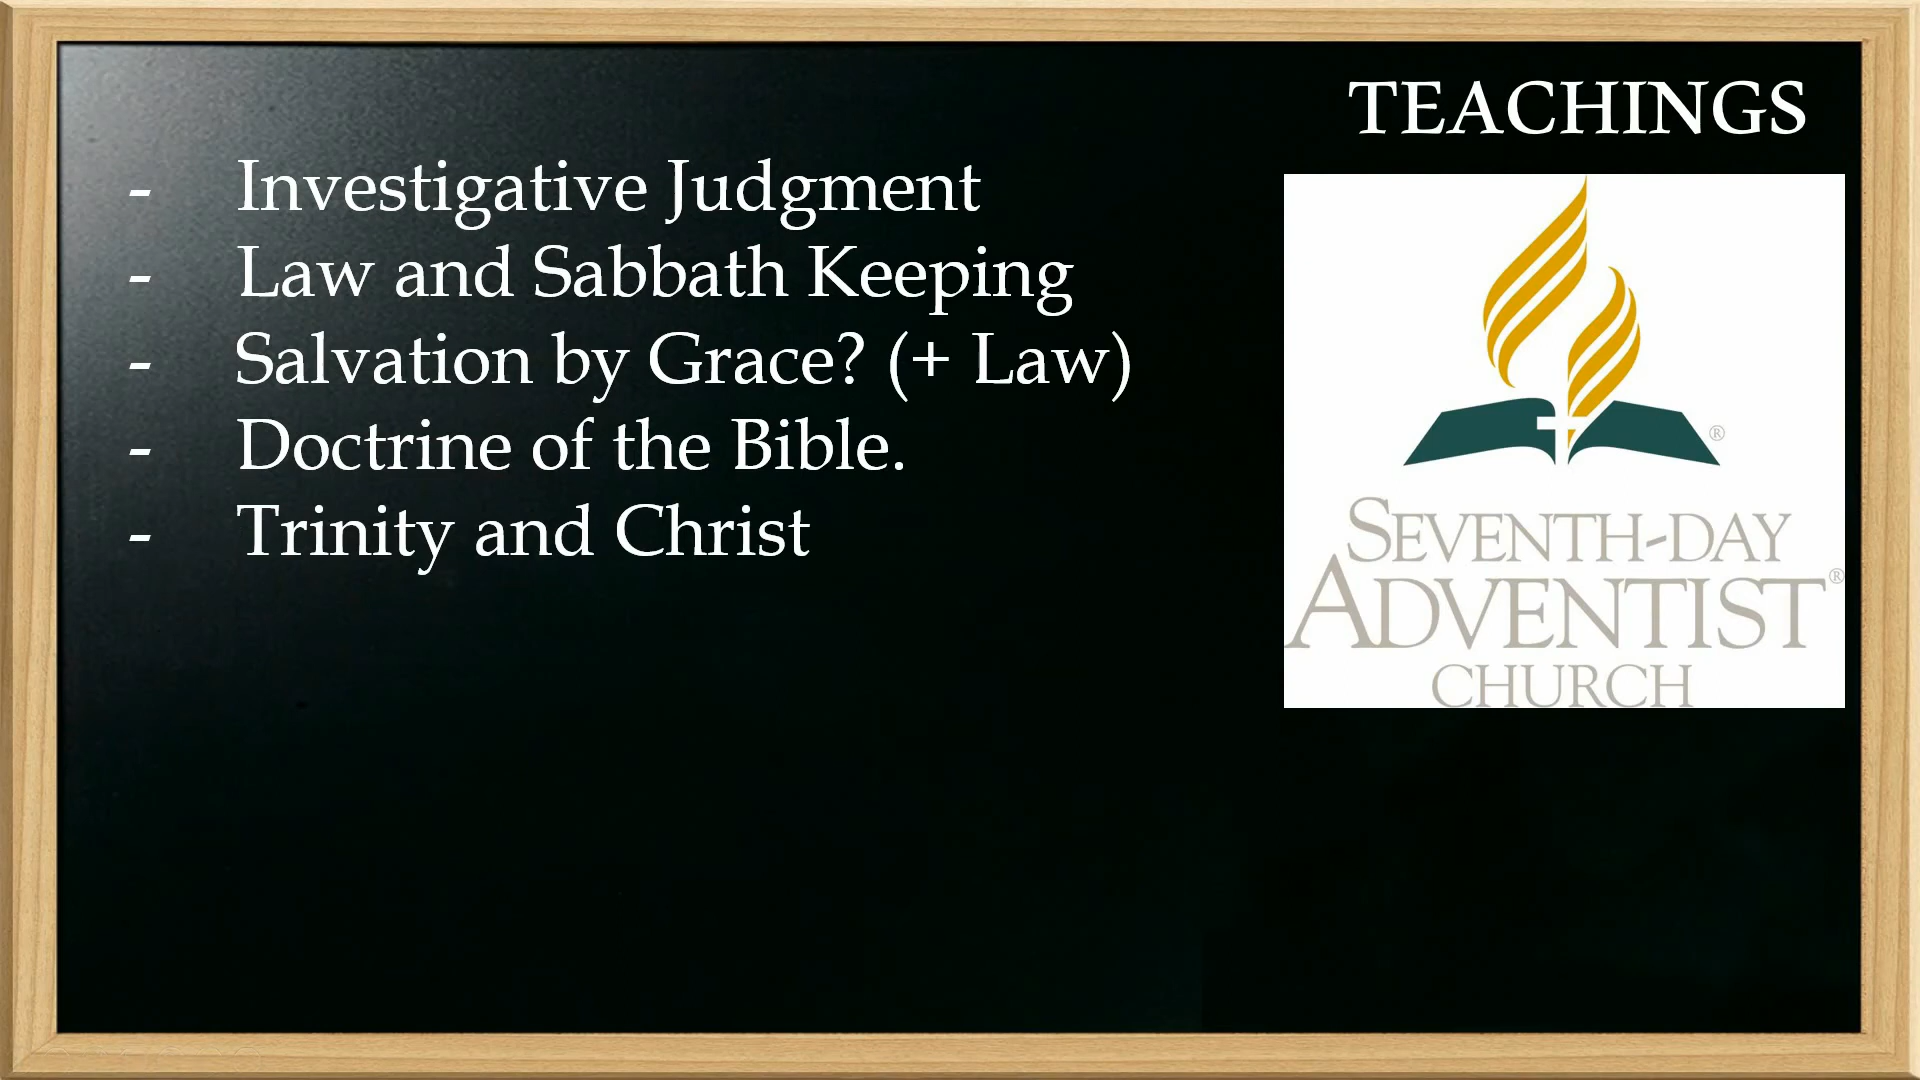 TEACHINGS
- Investigative Judgment
- Law and Sabbath Keeping
- Salvation by Grace? (+ Law)
- Doctrine of the Bible.
- Trinity and Christ
®
SEVENTH-DAY
ADVENTIST®
CHURCH